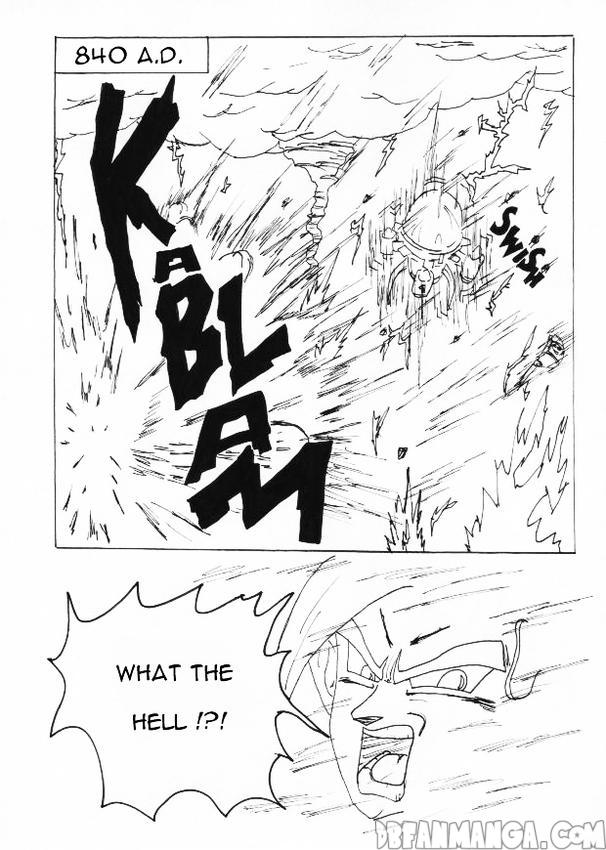 840 A.D.
KABLAM
SWISH
WHAT THE
HELL !?!
DBFANMANGA.COM